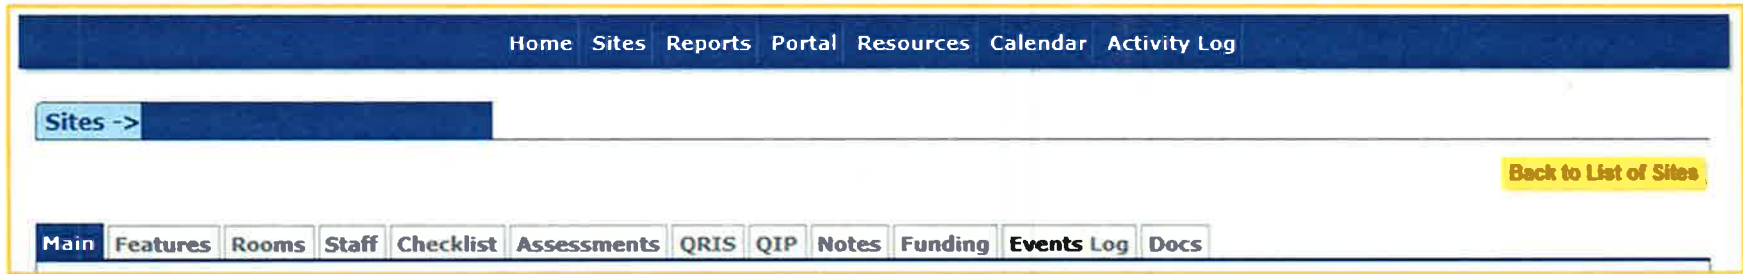 Home Sites Reports Portal Resources Calendar Activity Log
Sites ->
Back to List of Sites
Main Features Rooms Staff Checklist Assessments QRIS QIP Notes Funding Events Log Docs